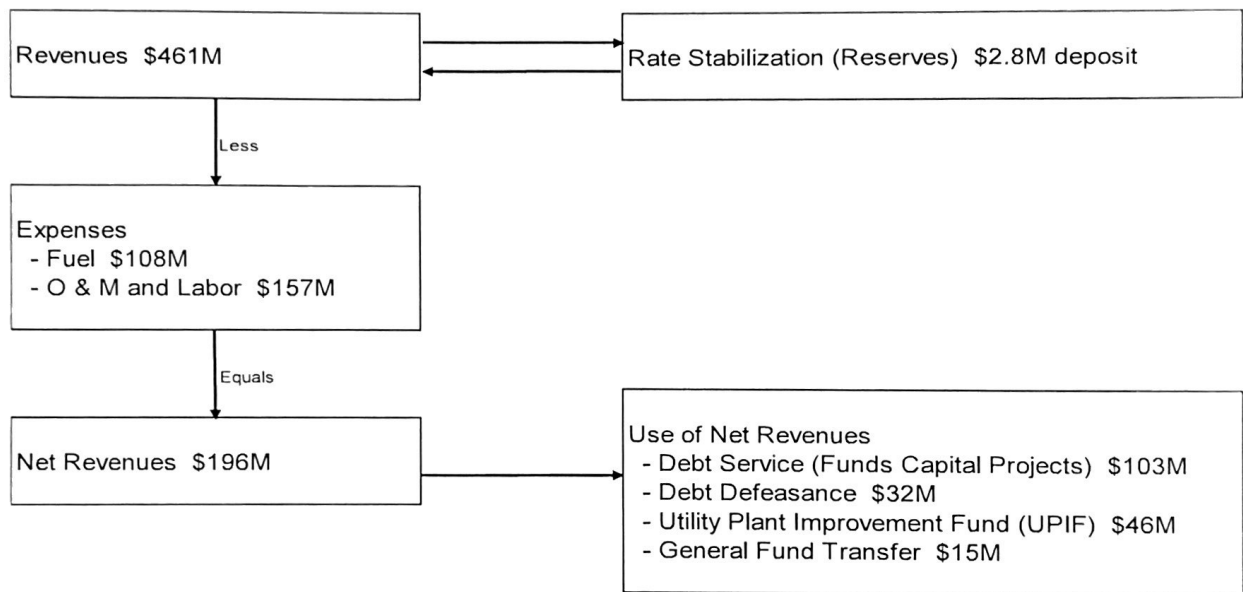 Revenues $461M
Rate Stabilization (Reserves) $2.8M deposit
Less
Expenses
- Fuel $108M
- O & M and Labor $157M
Equals
Net Revenues $196M
Use of Net Revenues
- Debt Service (Funds Capital Projects) $103M
- Debt Defeasance $32M
- Utility Plant Improvement Fund (UPIF) $46M
- General Fund Transfer $15M